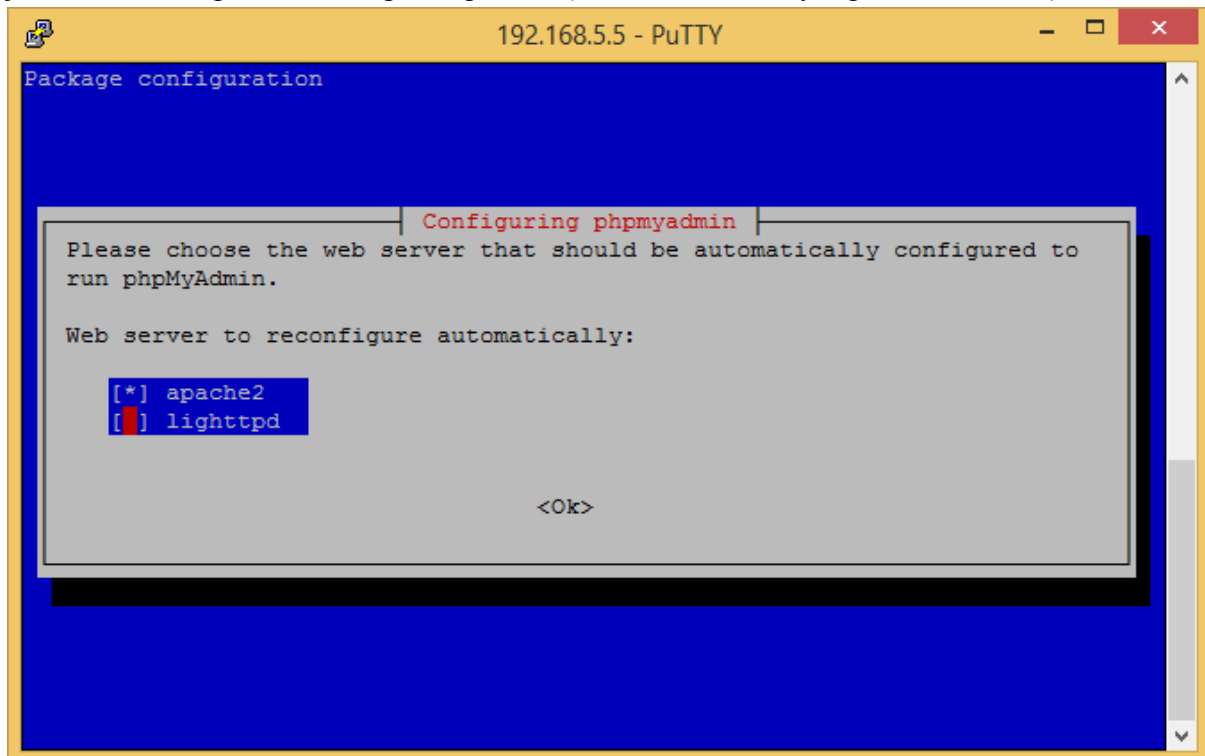 192.168.5.5 - PuTTY
Package configuration
Configuring phpmyadmin
Please choose the web server that should be automatically configured to
run phpMyAdmin.
Web server to reconfigure automatically:
[*] apache2
[ ] lighttpd
<Ok>